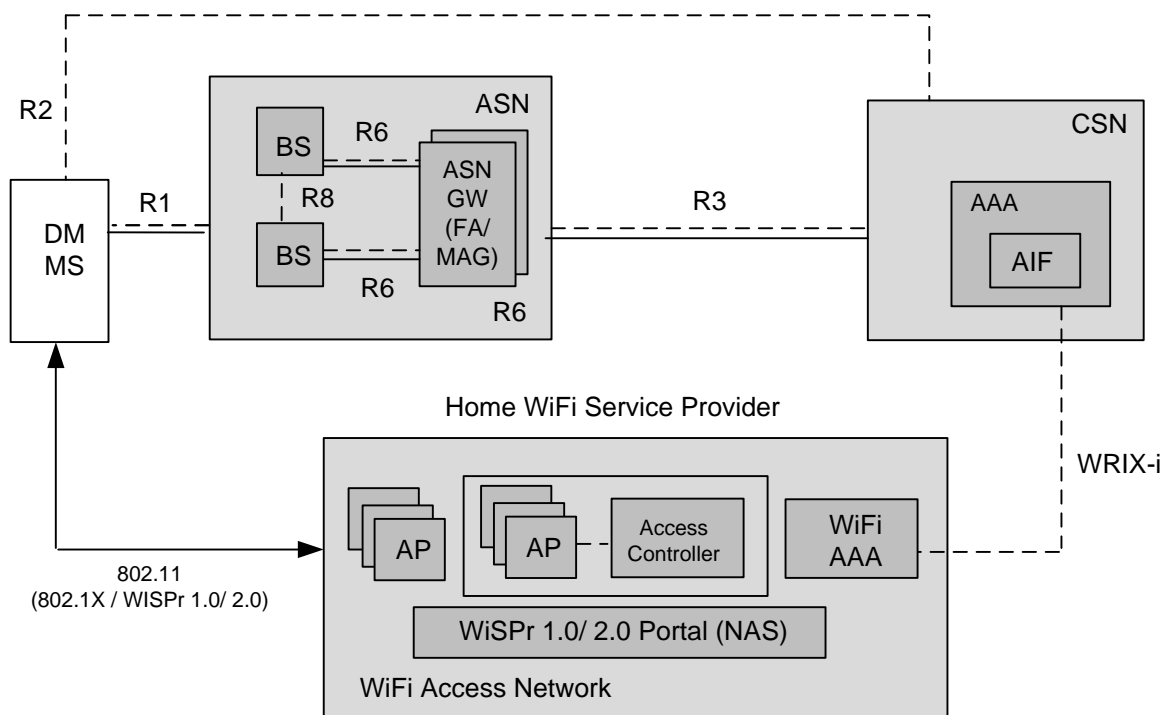 R2
ASN
CSN
BS
R6
R8
BS
R6
ASN
GW
(FA/
MAG)
R6
R1
DM
MS
R3
AAA
AIF
Home WiFi Service Provider
WRIX-i
AP
AP
Access
Controller
WiFi
AAA
802.11
(802.1X / WISPr 1.0/ 2.0)
WiSPr 1.0/ 2.0 Portal (NAS)
WiFi Access Network